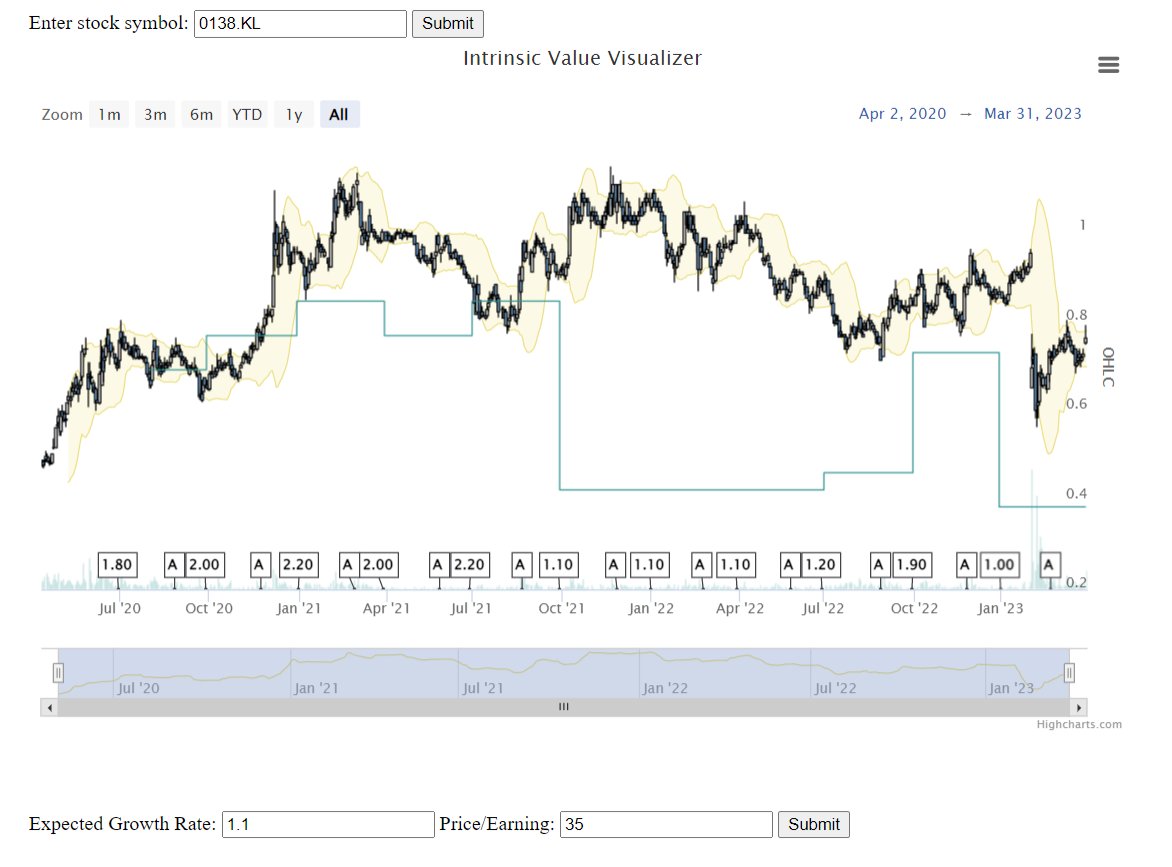 Enter stock symbol: 0138.KL Submit
Intrinsic Value Visualizer
Zoom 1m 3m 6m YTD 1y All Apr 2, 2020 → Mar 31, 2023
1
0.8
OHLC
0.6
0.4
1.80 A 2.00 A 2.20 A 2.00 A 2.20 A 1.10 A 1.10 A 1.10 A 1.20 A 1.90 A 1.00 A
0.2
Jul '20 Oct '20 Jan '21 Apr '21 Jul '21 Oct '21 Jan '22 Apr '22 Jul '22 Oct '22 Jan '23
Jul '20 Jan '21 Jul '21 Jan '22 Jul '22 Jan '23
Highcharts.com
Expected Growth Rate: 1.1 Price/Earning: 35 Submit